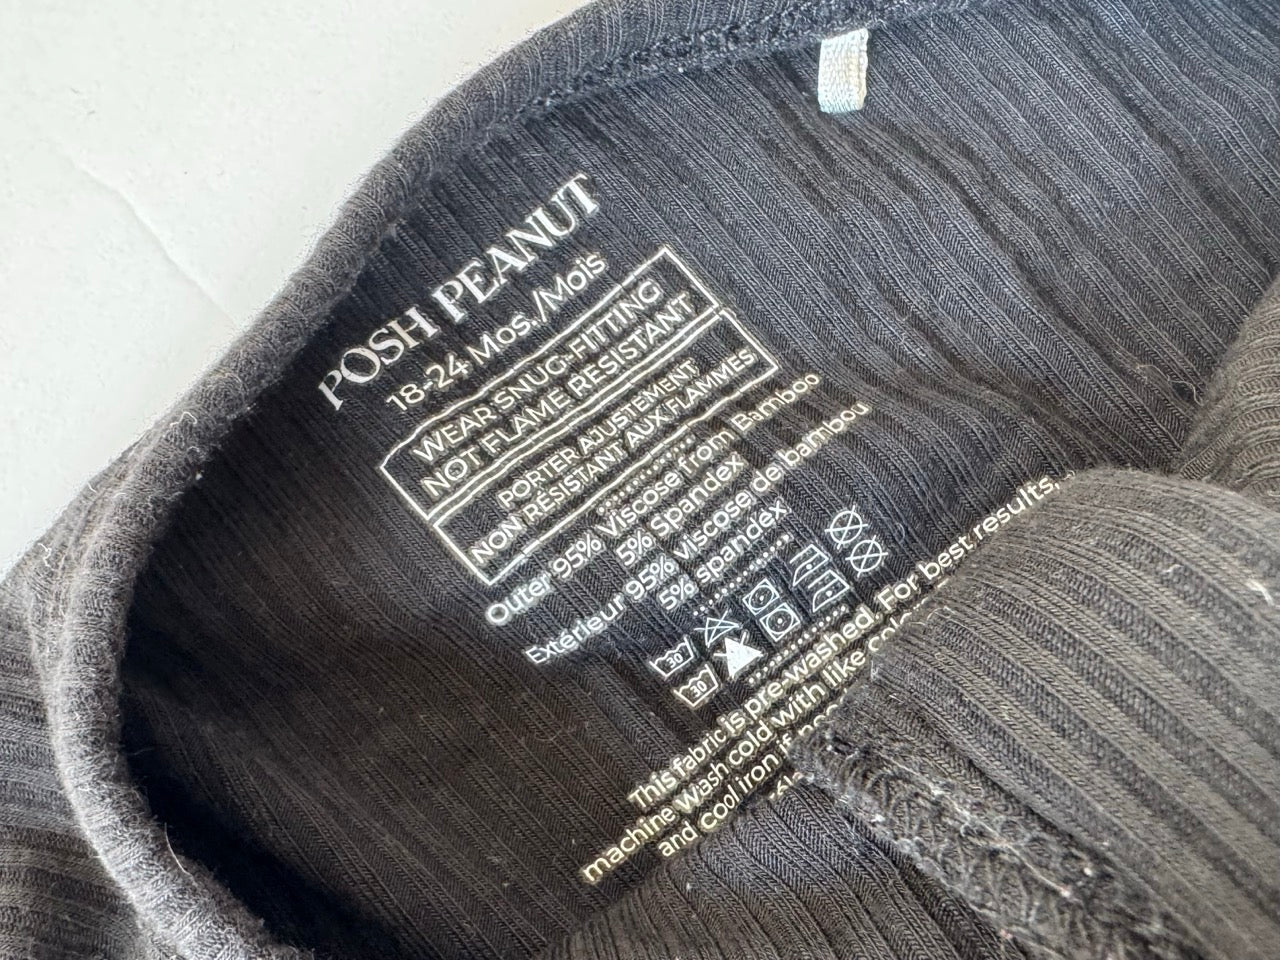 POSH PEANUT
18-24 Mos./Mois
WEAR SNUG-FITTING
NOT FLAME RESISTANT
PORTER AJUSTEMENT
NON RÉSISTANT AUX FLAMMES
Outer 95% Viscose from Bamboo
5% Spandex
Extérieur 95% viscose de bambou
5% spandex
30
30
This fabric is pre-washed. For best results,
machine wash cold with like
and cool iron if